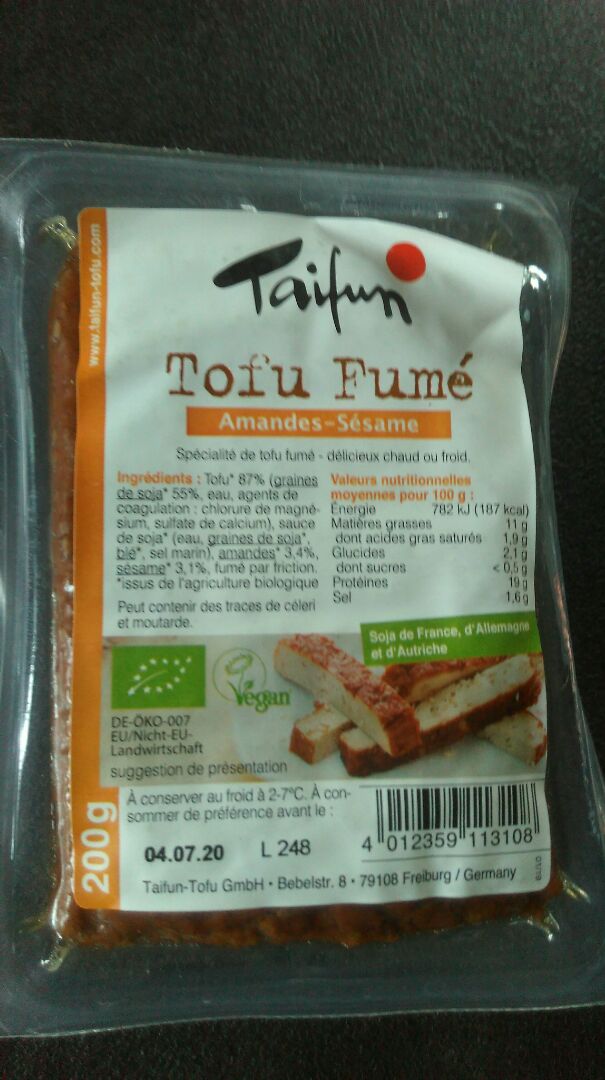 www.taifun-tofu.com
Taifun
Tofu Fumé
Amandes-Sésame
Spécialité de tofu fumé - délicieux chaud ou froid.
Ingrédients : Tofu* 87% (graines
de soja* 55%, eau, agents de
coagulation : chlorure de magné-
sium, sulfate de calcium), sauce
de soja* (eau, graines de soja*,
blé*, sel marin), amandes* 3,4%,
sésame* 3,1%, fumé par friction.
*issus de l'agriculture biologique
Peut contenir des traces de céleri
et moutarde.
Valeurs nutritionnelles
moyennes pour 100 g :
Énergie 782 kJ (187 kcal)
Matières grasses 11 g
dont acides gras saturés 1,9 g
Glucides 2,1 g
dont sucres < 0,5 g
Protéines 19 g
Sel 1,6 g
Soja de France, d'Allemagne
et d'Autriche
Vegan
DE-ÖKO-007
EU/Nicht-EU-
Landwirtschaft
suggestion de présentation
200g
À conserver au froid à 2-7°C. À con-
sommer de préférence avant le :
04.07.20 L 248
4 012359 113108
Taifun-Tofu GmbH • Bebelstr. 8 • 79108 Freiburg / Germany